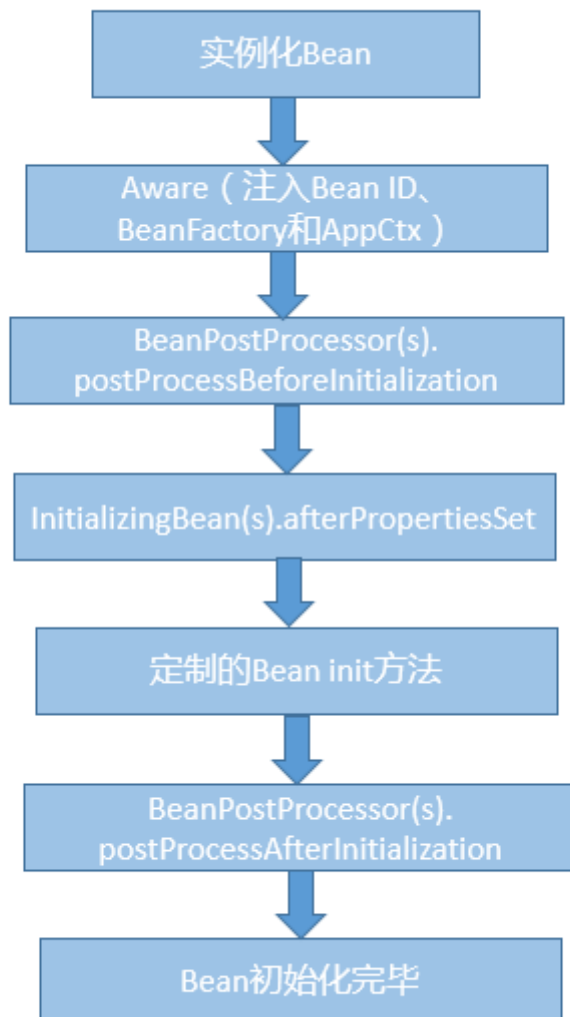 实例化Bean
Aware（注入Bean ID、
BeanFactory和AppCtx）
BeanPostProcessor(s).
postProcessBeforeInitialization
InitializingBean(s).afterPropertiesSet
定制的Bean init方法
BeanPostProcessor(s).
postProcessAfterInitialization
Bean初始化完毕